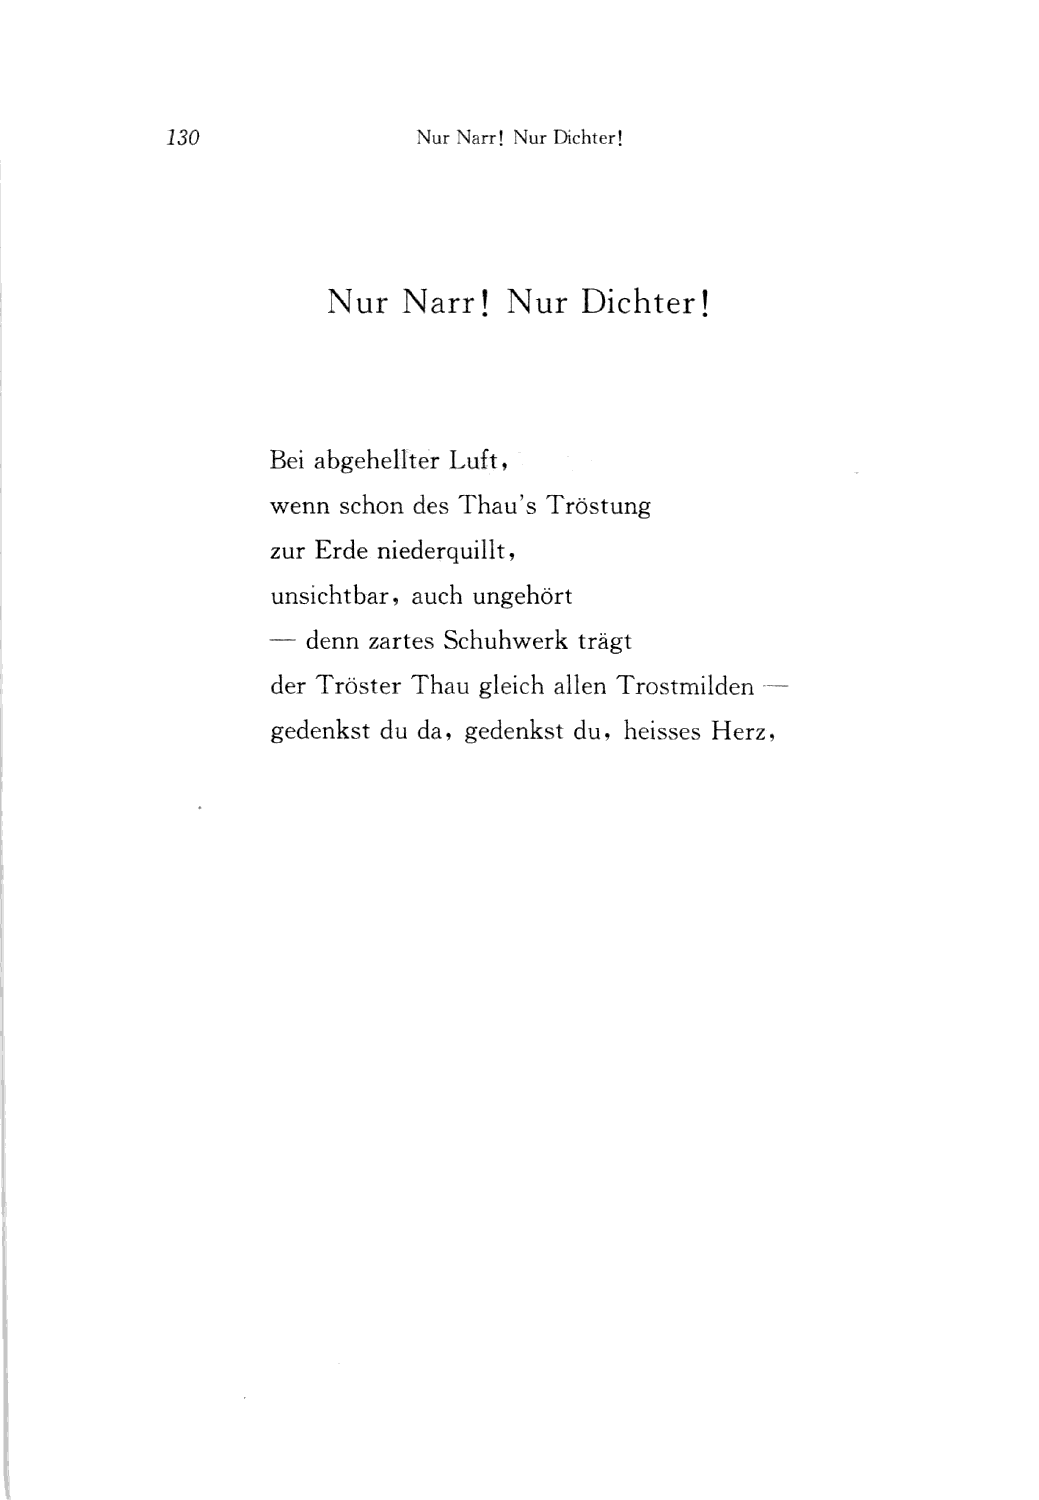 130 Nur Narr! Nur Dichter!
Nur Narr! Nur Dichter!
Bei abgehellter Luft,
wenn schon des Thau's Tröstung
zur Erde niederquillt,
unsichtbar, auch ungehört
— denn zartes Schuhwerk trägt
der Tröster Thau gleich allen Trostmilden —
gedenkst du da, gedenkst du, heisses Herz,